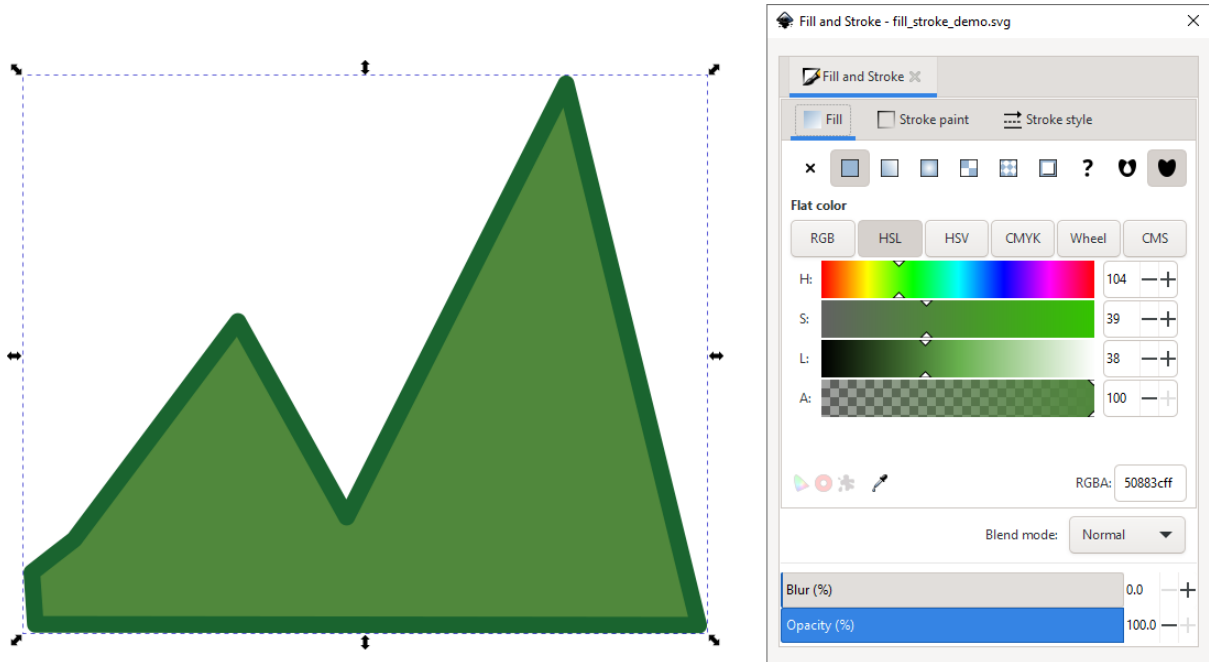 Fill and Stroke - fill_stroke_demo.svg
Fill and Stroke
Fill Stroke paint Stroke style
?
Flat color
RGB HSL HSV CMYK Wheel CMS
H: 104
S: 39
L: 38
A: 100
RGBA: 50883cff
Blend mode: Normal
Blur (%) 0.0
Opacity (%) 100.0